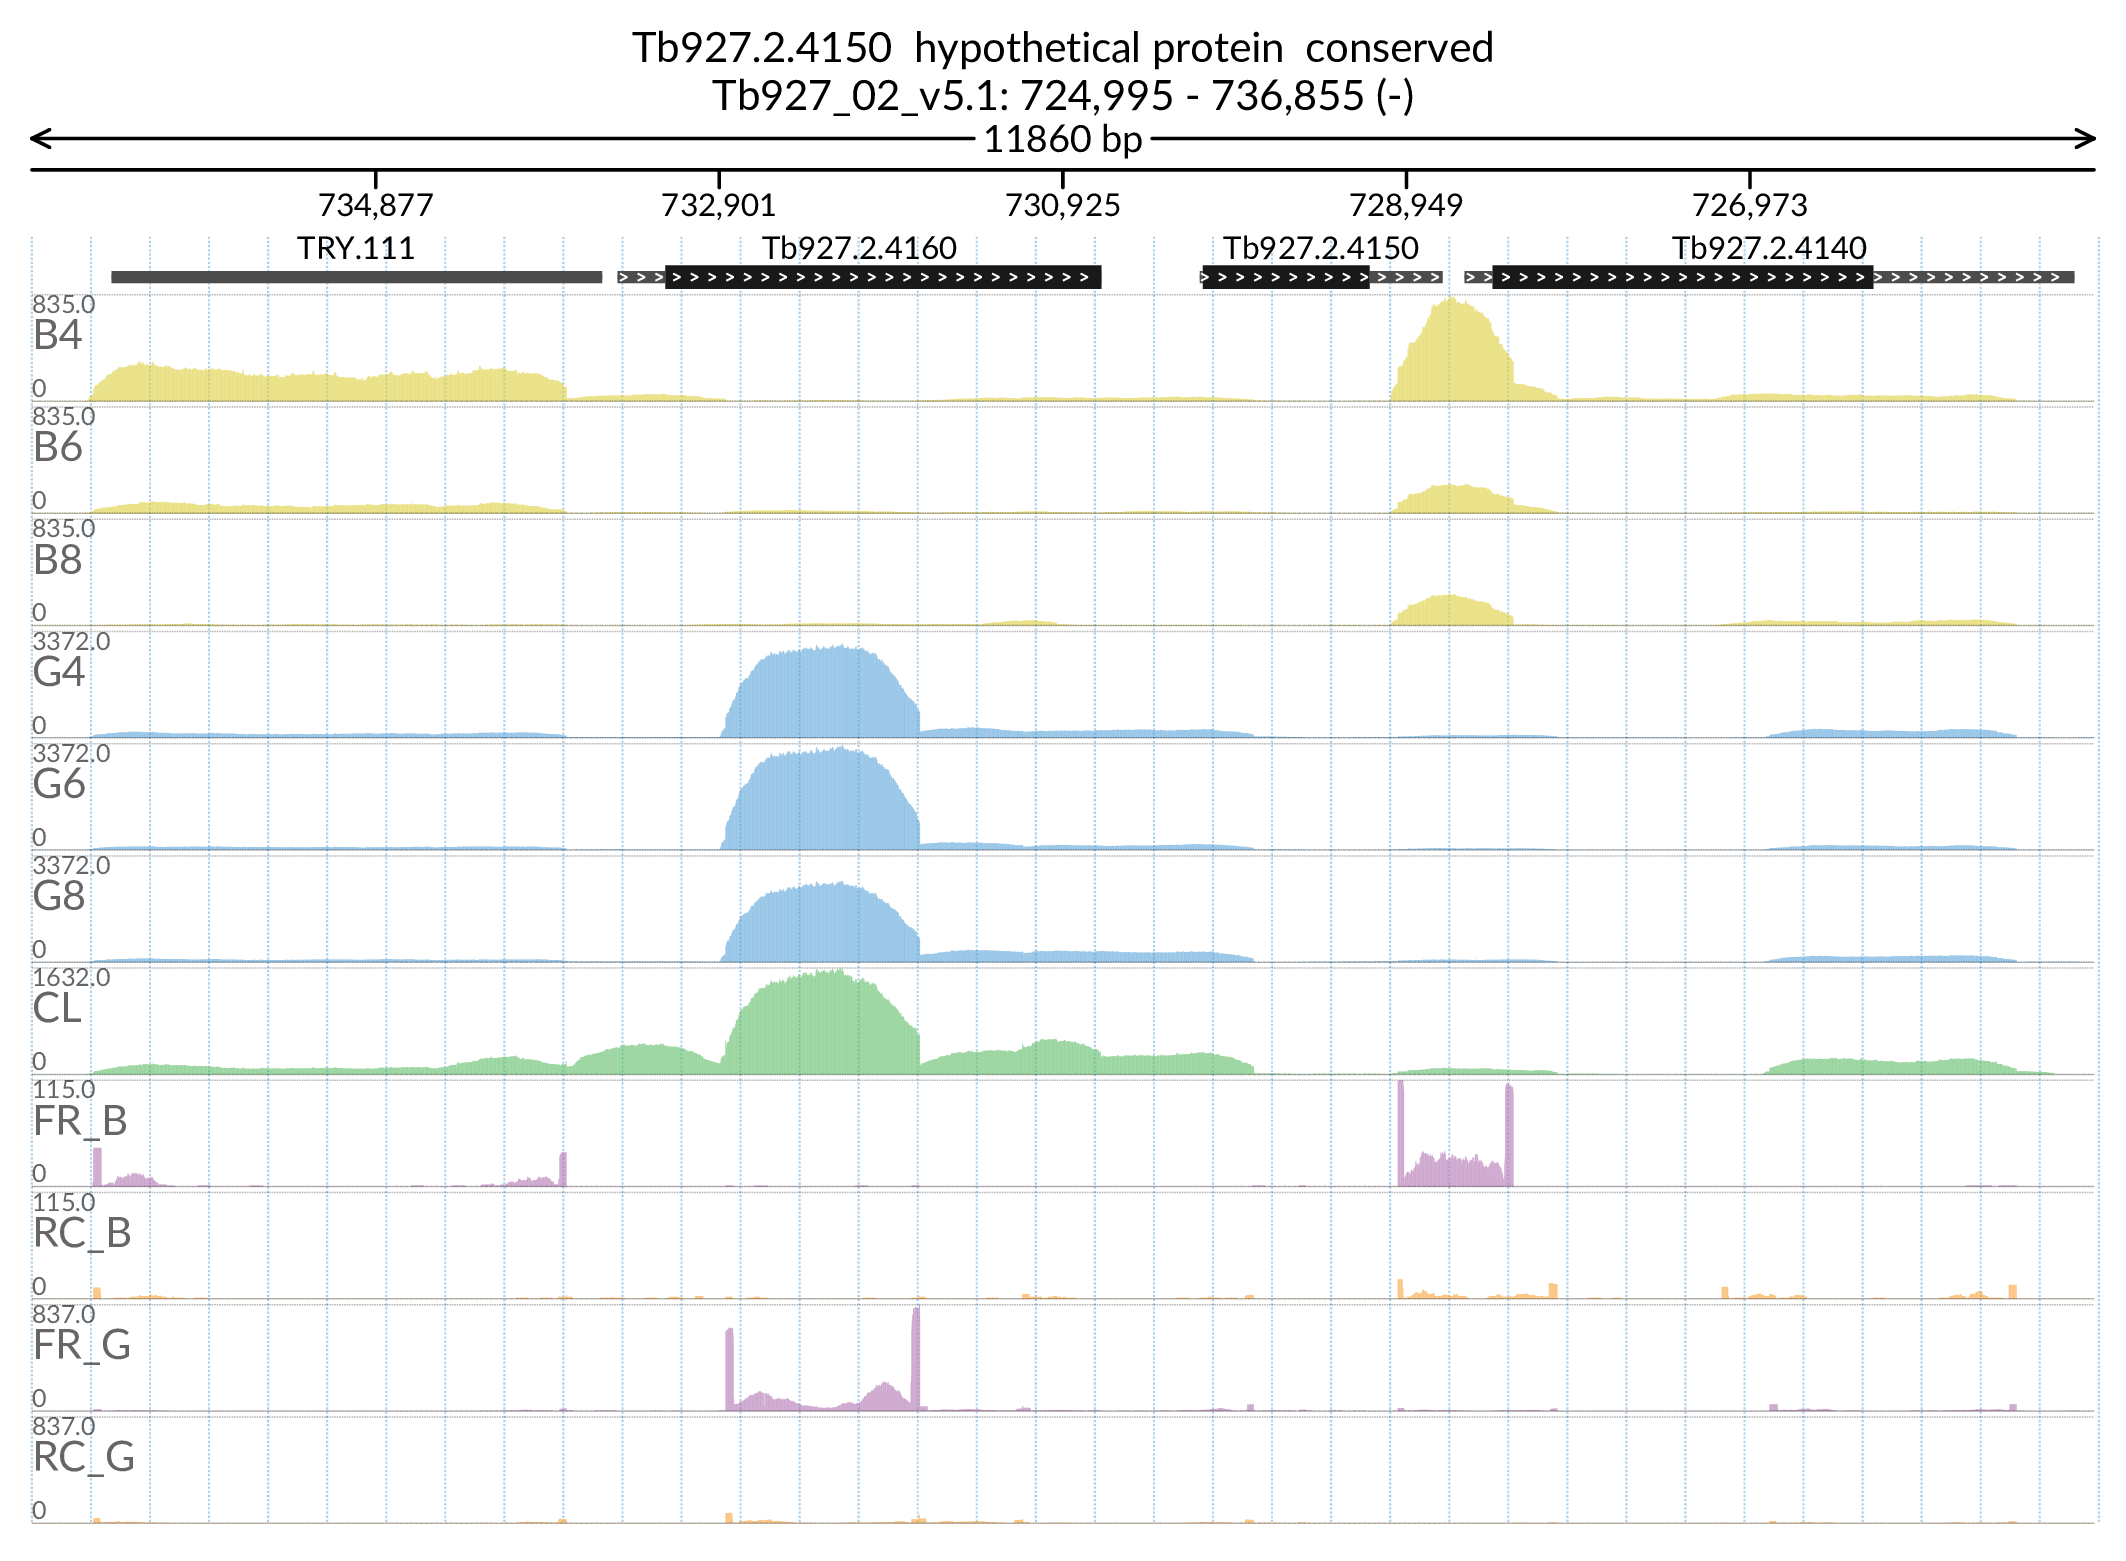 Tb927.2.4150 hypothetical protein conserved
Tb927_02_v5.1: 724,995 - 736,855 (-)
11860 bp
734,877 732,901 730,925 728,949 726,973
TRY.111 Tb927.2.4160 Tb927.2.4150 Tb927.2.4140
835.0
B4
0
835.0
B6
0
835.0
B8
0
3372.0
G4
0
3372.0
G6
0
3372.0
G8
0
1632.0
CL
0
115.0
FR_B
0
115.0
RC_B
0
837.0
FR_G
0
837.0
RC_G
0